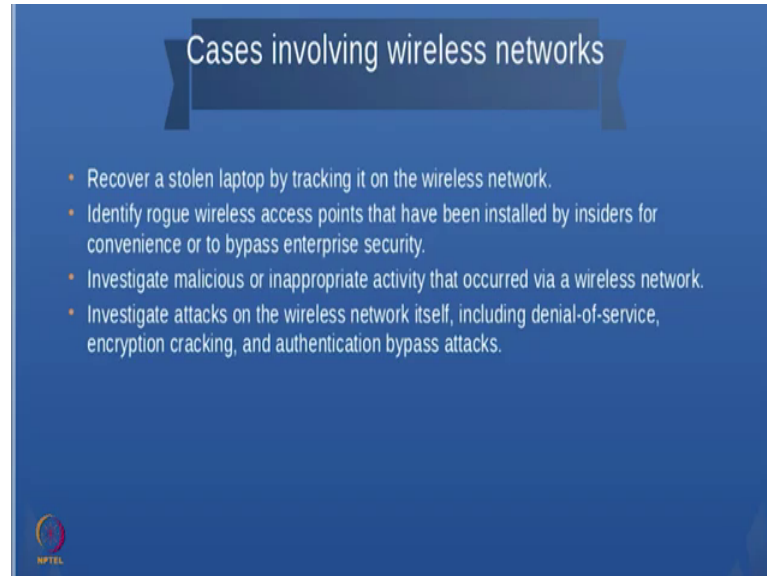 Cases involving wireless networks
• Recover a stolen laptop by tracking it on the wireless network.
• Identify rogue wireless access points that have been installed by insiders for
convenience or to bypass enterprise security.
• Investigate malicious or inappropriate activity that occurred via a wireless network.
• Investigate attacks on the wireless network itself, including denial-of-service,
encryption cracking, and authentication bypass attacks.
NPTEL